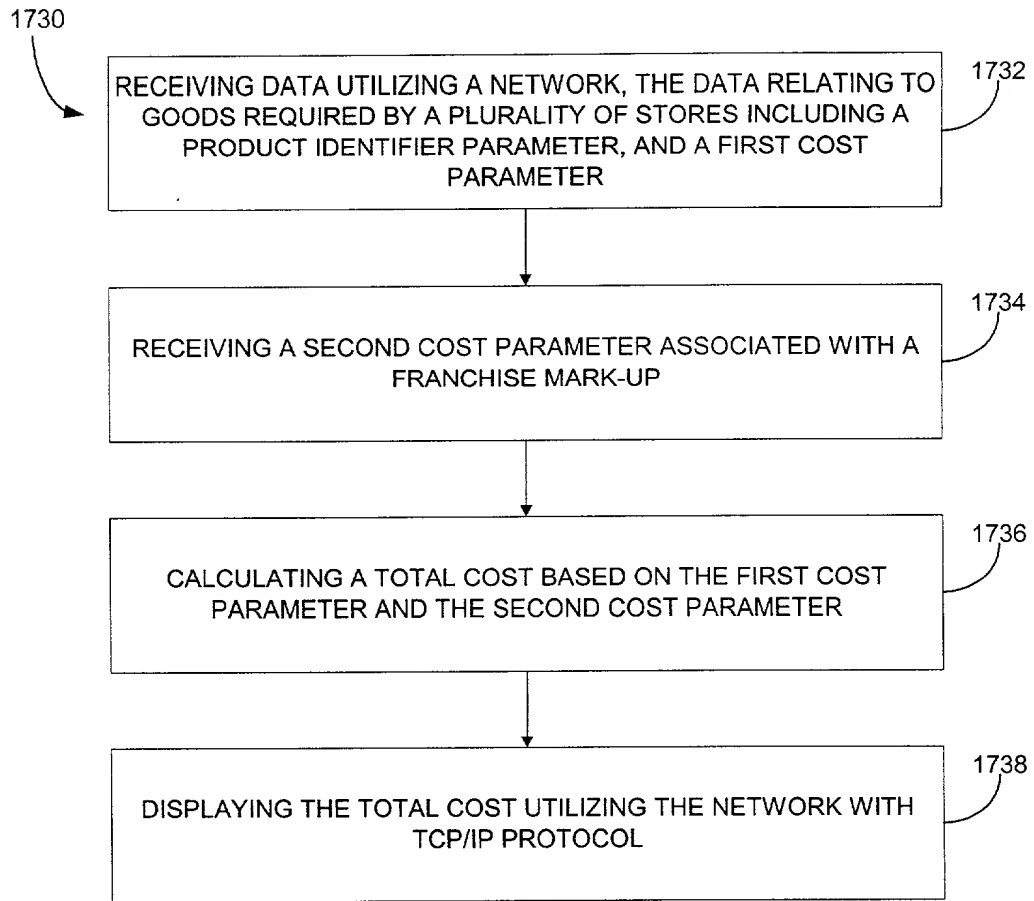 1730
RECEIVING DATA UTILIZING A NETWORK, THE DATA RELATING TO
GOODS REQUIRED BY A PLURALITY OF STORES INCLUDING A
PRODUCT IDENTIFIER PARAMETER, AND A FIRST COST
PARAMETER
1732
RECEIVING A SECOND COST PARAMETER ASSOCIATED WITH A
FRANCHISE MARK-UP
1734
CALCULATING A TOTAL COST BASED ON THE FIRST COST
PARAMETER AND THE SECOND COST PARAMETER
1736
DISPLAYING THE TOTAL COST UTILIZING THE NETWORK WITH
TCP/IP PROTOCOL
1738